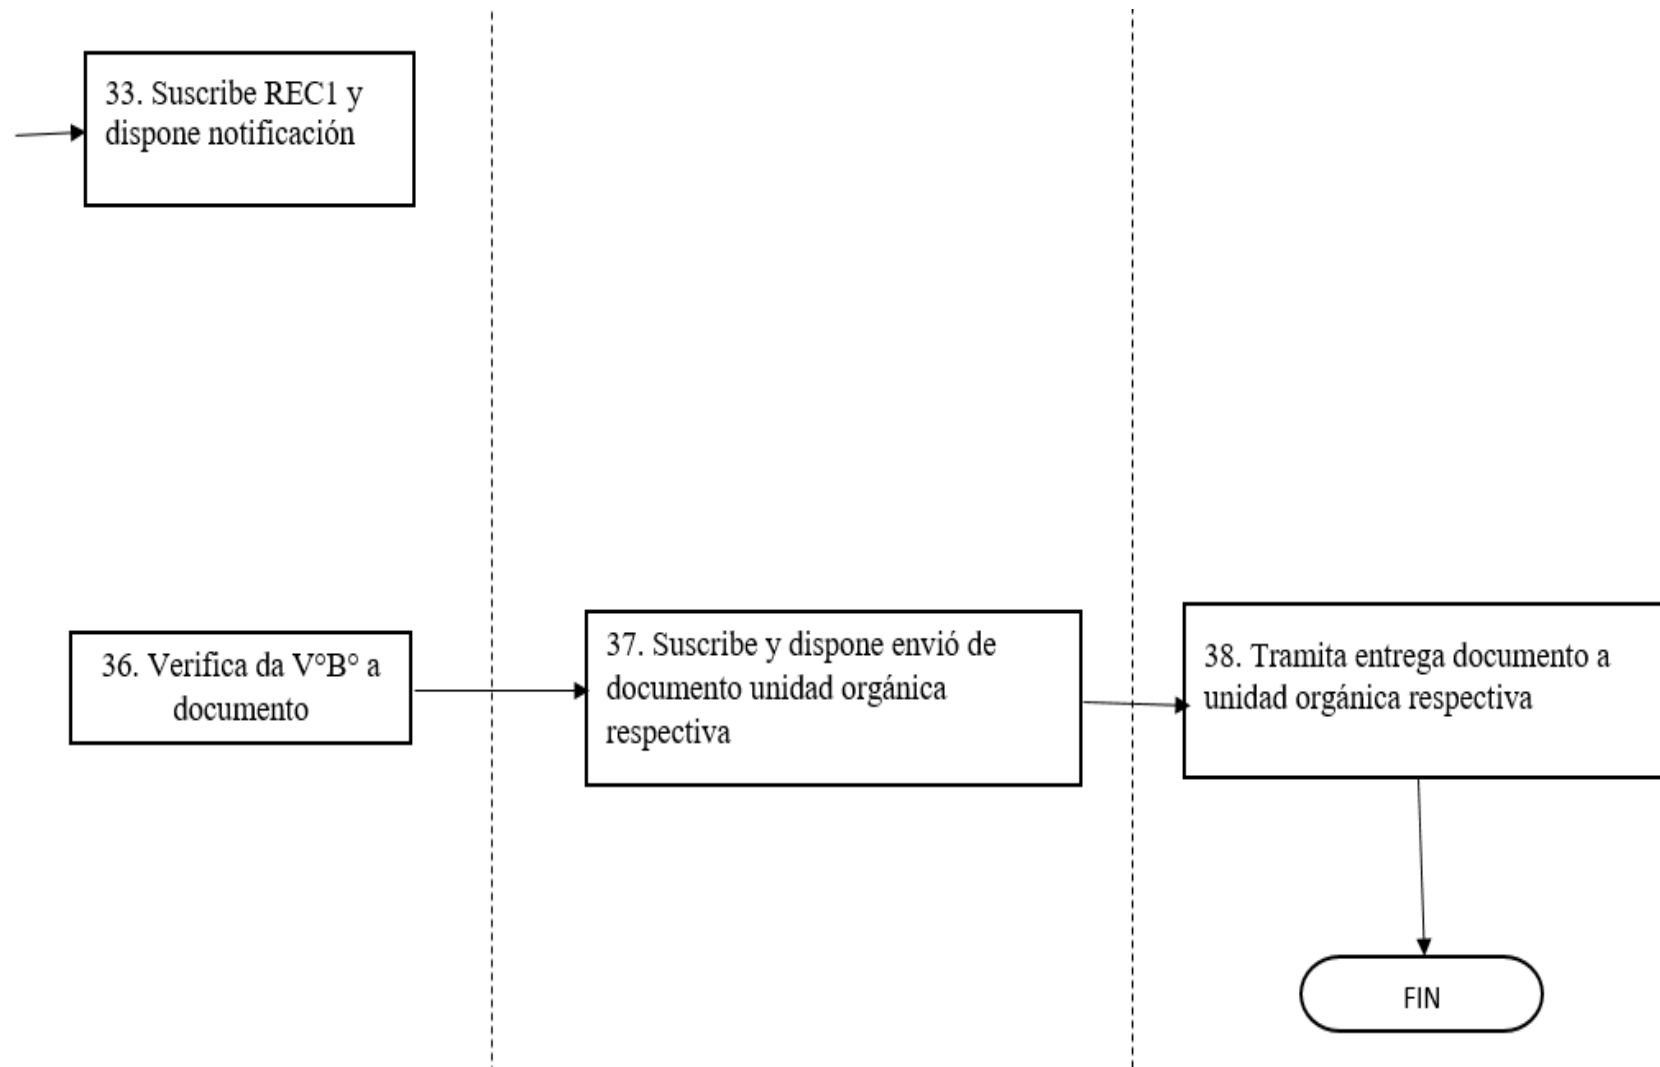 33. Suscribe REC1 y
dispone notificación
36. Verifica da V°B° a
documento
37. Suscribe y dispone envió de
documento unidad orgánica
respectiva
38. Tramita entrega documento a
unidad orgánica respectiva
FIN